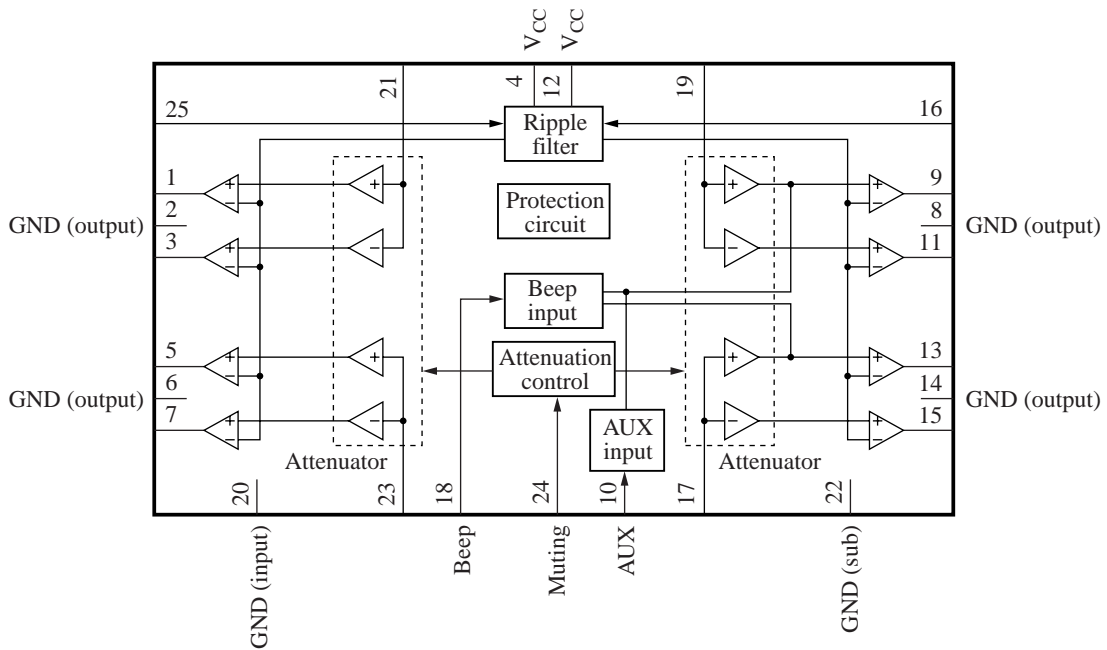 VCC
VCC
21
4
12
19
25
Ripple
filter
16
1
+
−
+
+
+
−
9
GND (output)
2
Protection
circuit
8
GND (output)
3
+
−
−
−
+
−
11
Beep
input
5
+
−
+
Attenuation
control
+
+
−
13
GND (output)
6
14
GND (output)
7
+
−
−
AUX
input
−
+
−
15
Attenuator
Attenuator
20
23
18
24
10
17
22
GND (input)
Beep
Muting
AUX
GND (sub)